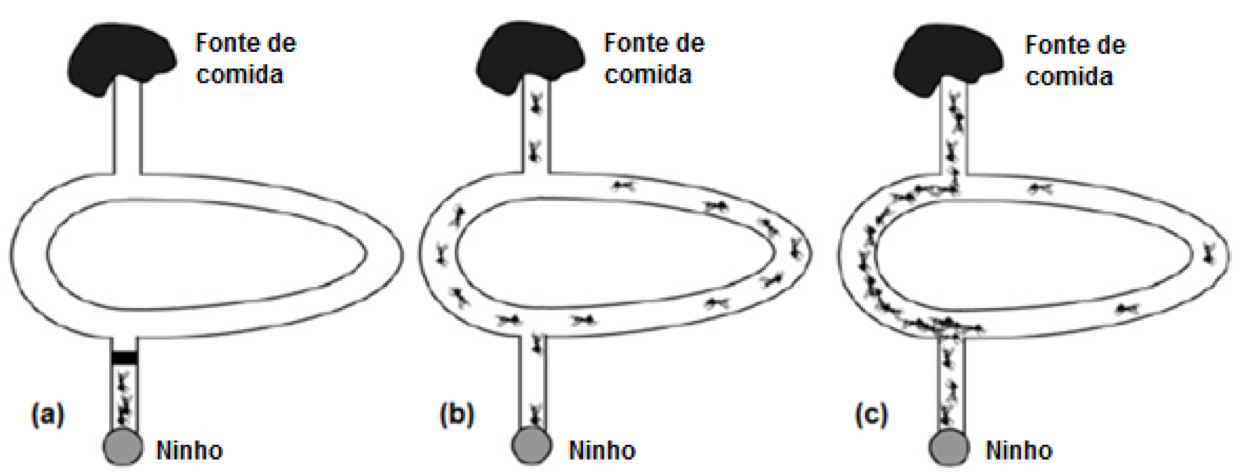 Fonte de
comida
(a)
Ninho
Fonte de
comida
(b)
Ninho
Fonte de
comida
(c)
Ninho